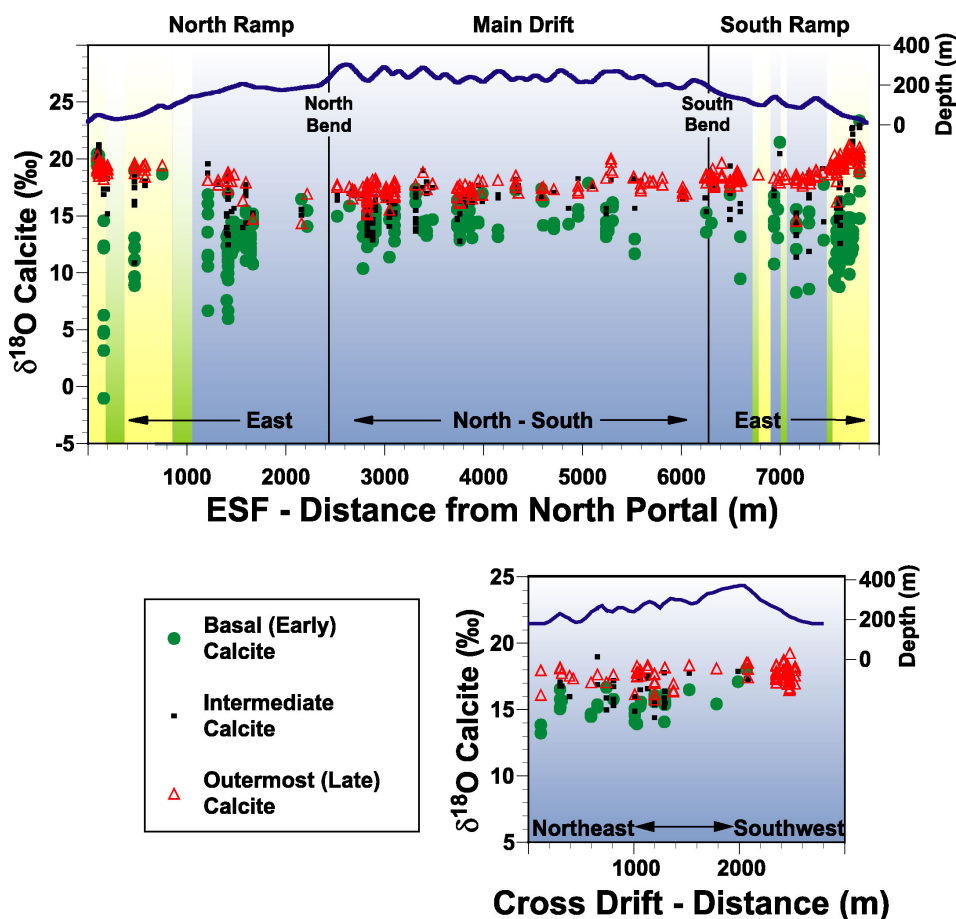 North Ramp Main Drift South Ramp
25
20
15
10
5
0
-5
δ18O Calcite (‰)
400
200
0
Depth (m)
North
Bend
South
Bend
East
North - South
East
1000 2000 3000 4000 5000 6000 7000
ESF - Distance from North Portal (m)
Basal (Early)
Calcite
Intermediate
Calcite
Outermost (Late)
Calcite
25
20
15
10
5
δ18O Calcite (‰)
400
200
0
Depth (m)
Northeast Southwest
1000 2000
Cross Drift - Distance (m)